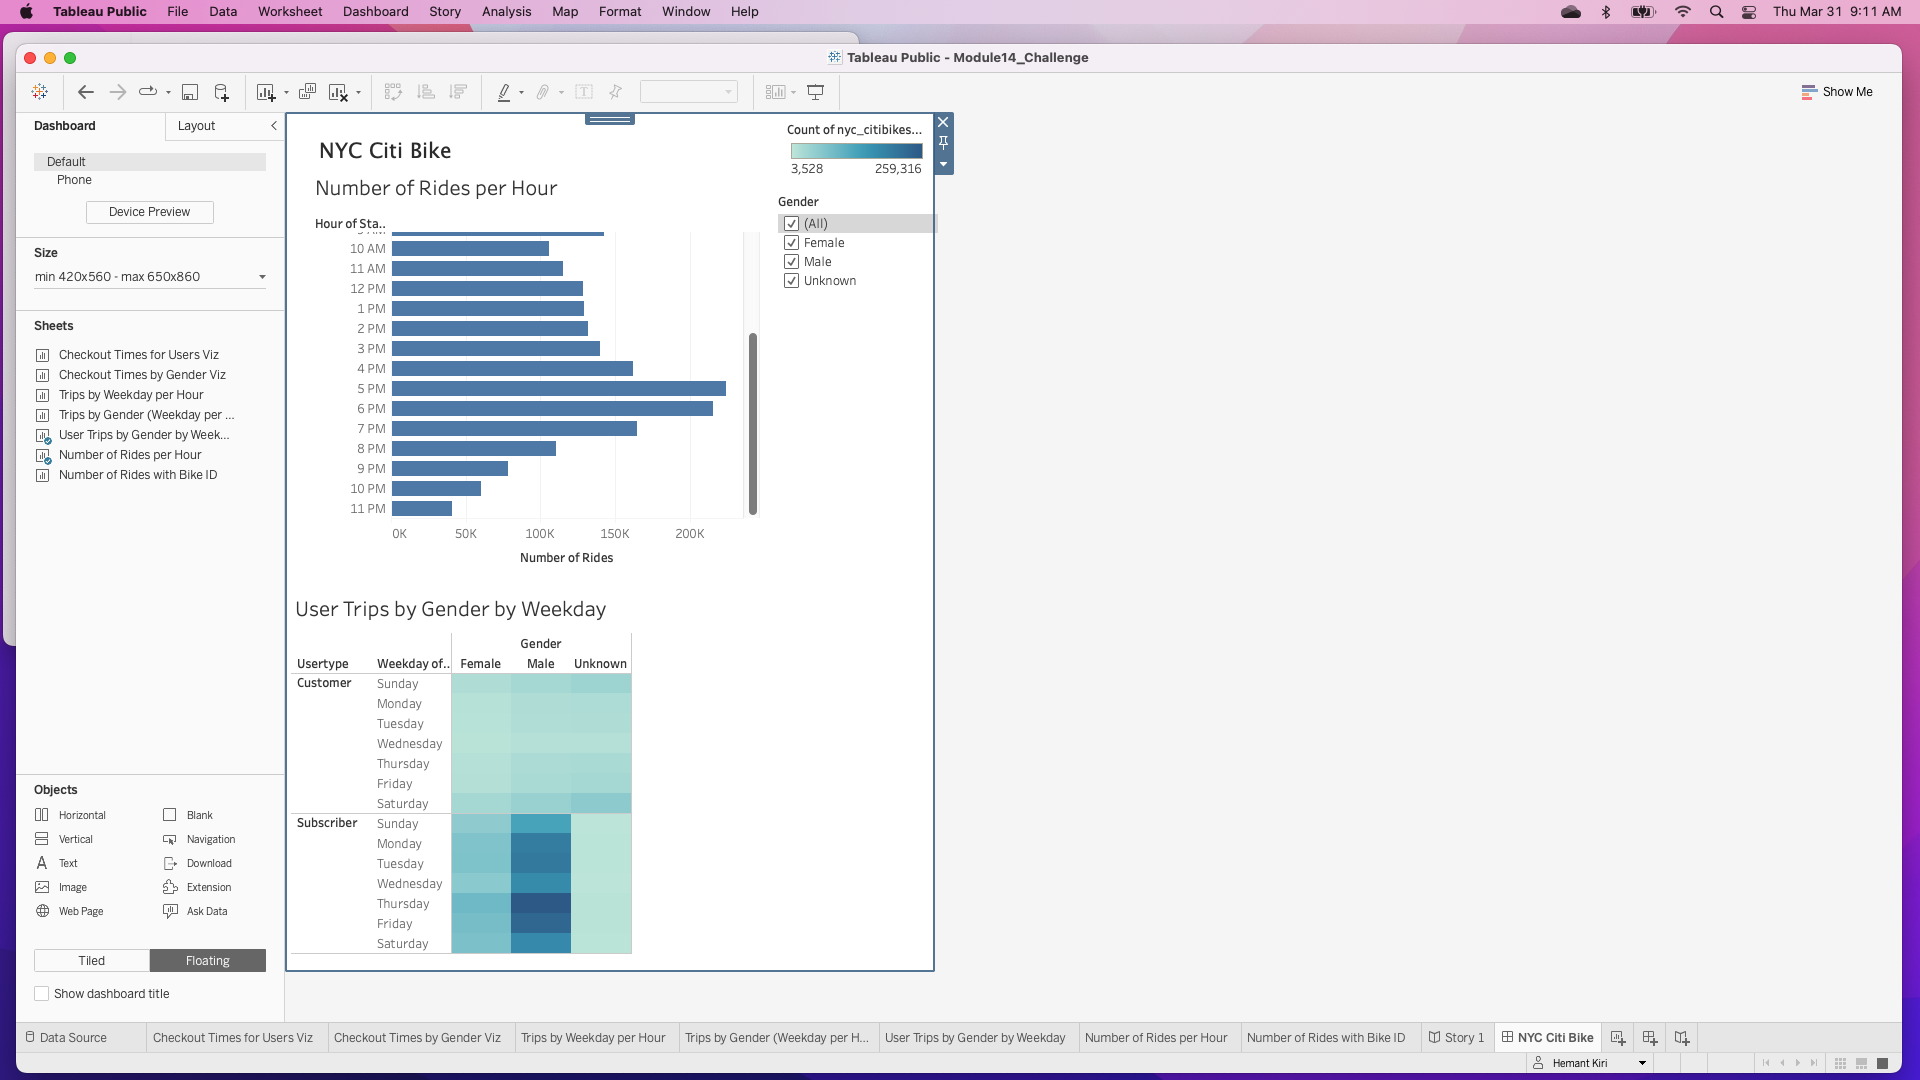 Tableau Public File Data Worksheet Dashboard Story Analysis Map Format Window Help Thu Mar 31 9:11 AM
Tableau Public - Module14_Challenge
Show Me
Dashboard Layout
Default
Phone
Device Preview
Size
min 420x560 - max 650x860
Sheets
Checkout Times for Users Viz
Checkout Times by Gender Viz
Trips by Weekday per Hour
Trips by Gender (Weekday per ...
User Trips by Gender by Week...
Number of Rides per Hour
Number of Rides with Bike ID
Objects
Horizontal Blank
Vertical Navigation
Text Download
Image Extension
Web Page Ask Data
Tiled Floating
Show dashboard title
NYC Citi Bike
Number of Rides per Hour
Hour of Sta..
10 AM
11 AM
12 PM
1 PM
2 PM
3 PM
4 PM
5 PM
6 PM
7 PM
8 PM
9 PM
10 PM
11 PM
0K 50K 100K 150K 200K
Number of Rides
Count of nyc_citibikes...
3,528 259,316
Gender
(All)
Female
Male
Unknown
User Trips by Gender by Weekday
Gender
Usertype Weekday of.. Female Male Unknown
Customer Sunday
Monday
Tuesday
Wednesday
Thursday
Friday
Saturday
Subscriber Sunday
Monday
Tuesday
Wednesday
Thursday
Friday
Saturday
Data Source Checkout Times for Users Viz Checkout Times by Gender Viz Trips by Weekday per Hour Trips by Gender (Weekday per H... User Trips by Gender by Weekday Number of Rides per Hour Number of Rides with Bike ID Story 1 NYC Citi Bike
Hemant Kiri